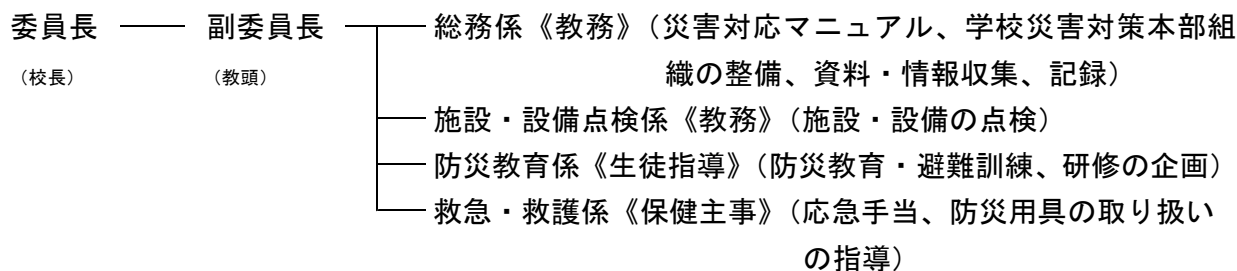 委員長 副委員長 総務係《教務》（災害対応マニュアル、学校災害対策本部組
（校長） （教頭） 織の整備、資料・情報収集、記録）
施設・設備点検係《教務》（施設・設備の点検）
防災教育係《生徒指導》（防災教育・避難訓練、研修の企画）
救急・救護係《保健主事》（応急手当、防災用具の取り扱い
の指導）